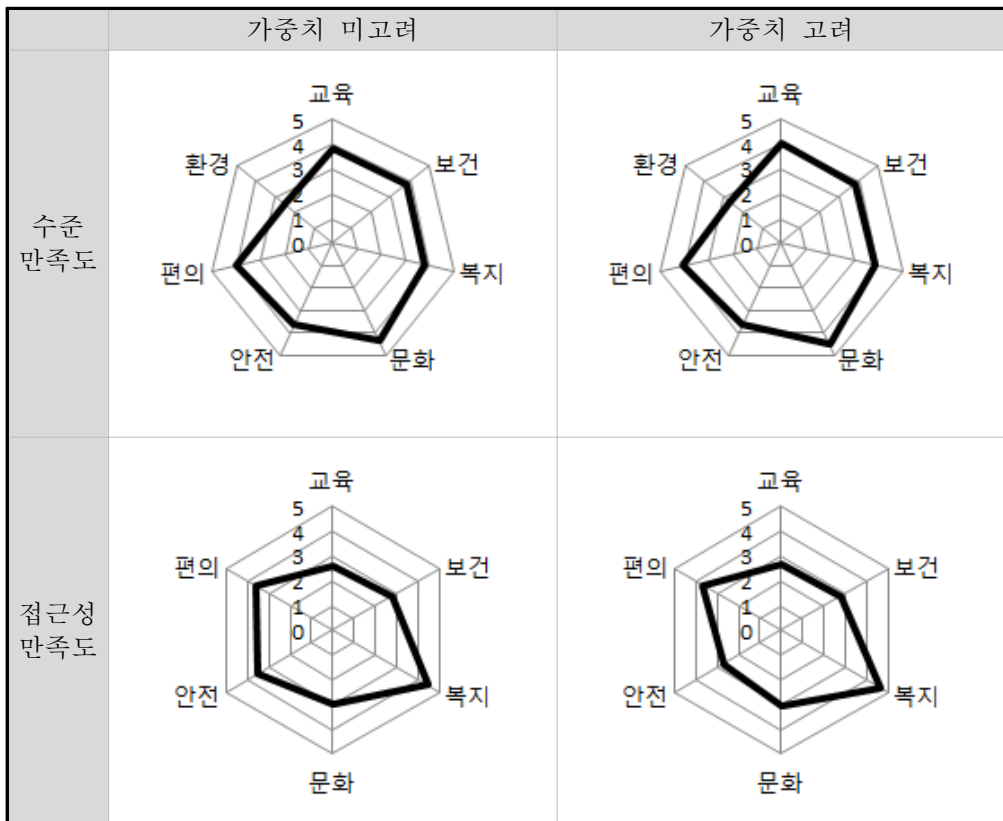 가중치 미고려
가중치 고려
수준
만족도
교육
보건
복지
문화
안전
편의
환경
5
4
3
2
1
0
교육
보건
복지
문화
안전
편의
환경
5
4
3
2
1
0
접근성
만족도
교육
보건
복지
문화
안전
편의
5
4
3
2
1
0
교육
보건
복지
문화
안전
편의
5
4
3
2
1
0